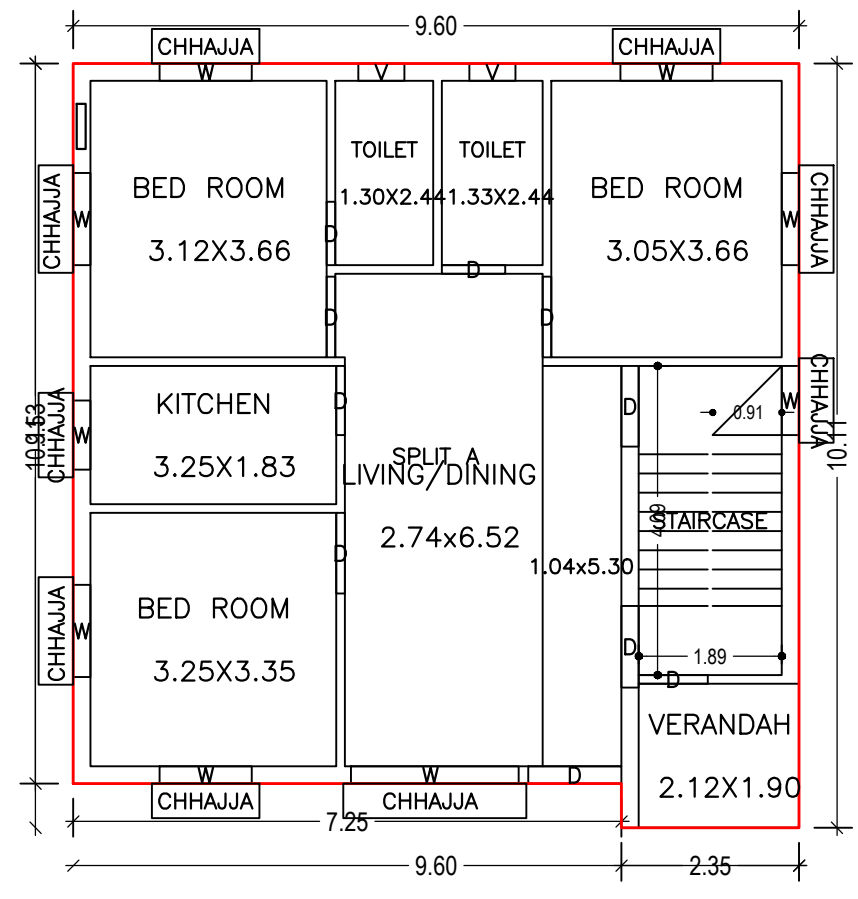 9.60
CHHAJJA
CHHAJJA
W
V
V
W
TOILET
TOILET
BED ROOM
BED ROOM
1.30X2.44
1.33X2.44
CHHAJJA
W
W
CHHAJJA
D
3.12X3.66
3.05X3.66
D
D
D
KITCHEN
D
D
0.91
W
CHHAJJA
CHHAJJA
W
10.11
SPLIT A
3.25X1.83
LIVING/DINING
4.09
STAIRCASE
2.74x6.52
D
1.04x5.30
BED ROOM
CHHAJJA
W
D
1.89
3.25X3.35
D
VERANDAH
W
W
D
2.12X1.90
CHHAJJA
CHHAJJA
7.25
9.60
2.35